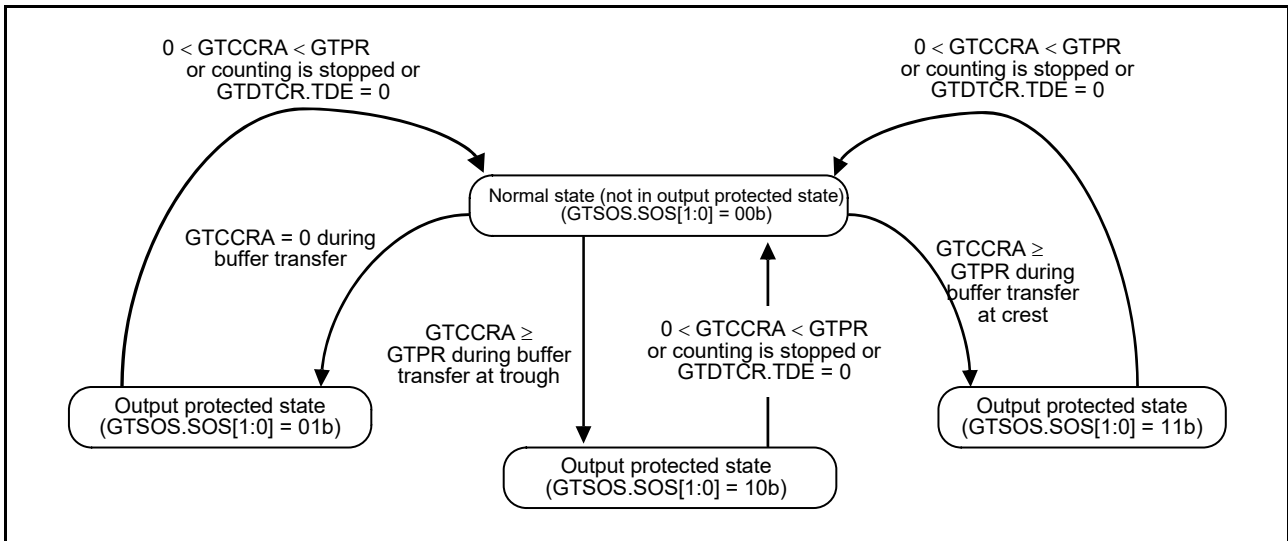 0 < GTCCRA < GTPR
or counting is stopped or
GTDTCR.TDE = 0
0 < GTCCRA < GTPR
or counting is stopped or
GTDTCR.TDE = 0
Normal state (not in output protected state)
(GTSOS.SOS[1:0] = 00b)
GTCCRA = 0 during
buffer transfer
GTCCRA ≥
GTPR during buffer
transfer at trough
0 < GTCCRA < GTPR
or counting is stopped or
GTDTCR.TDE = 0
GTCCRA ≥
GTPR during
buffer transfer
at crest
Output protected state
(GTSOS.SOS[1:0] = 01b)
Output protected state
(GTSOS.SOS[1:0] = 10b)
Output protected state
(GTSOS.SOS[1:0] = 11b)